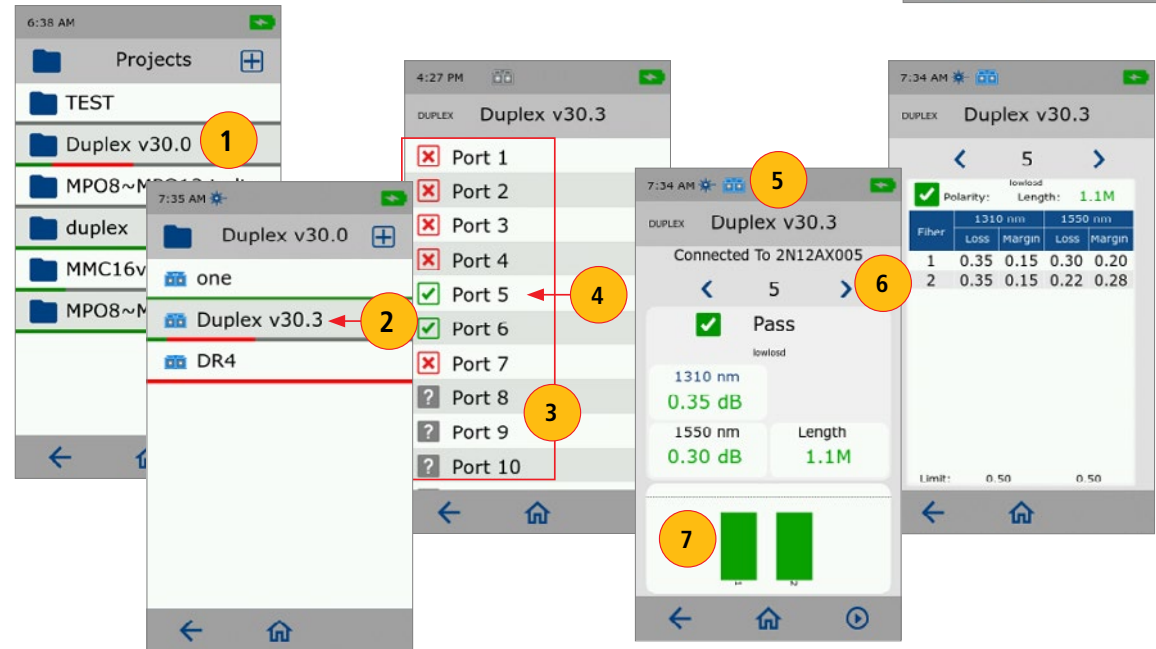 6:38 AM
Projects
TEST
Duplex v30.0
1
duplex
MMC16v
MPO8~M
7:35 AM
Duplex v30.0
one
Duplex v30.3
2
DR4
4:27 PM
DUPLEX Duplex v30.3
Port 1
Port 2
Port 3
Port 4
Port 5
4
Port 6
Port 7
Port 8
3
Port 9
Port 10
7:34 AM
5
DUPLEX Duplex v30.3
Connected To 2N12AX005
5
6
Pass
lowlosd
1310 nm
0.35 dB
1550 nm Length
0.30 dB 1.1M
7
1 2
7:34 AM
DUPLEX Duplex v30.3
5
lowlosd
Polarity: Length: 1.1M
Fiber 1310 nm 1550 nm
Loss Margin Loss Margin
1 0.35 0.15 0.30 0.20
2 0.35 0.15 0.22 0.28
Limit: 0.50 0.50